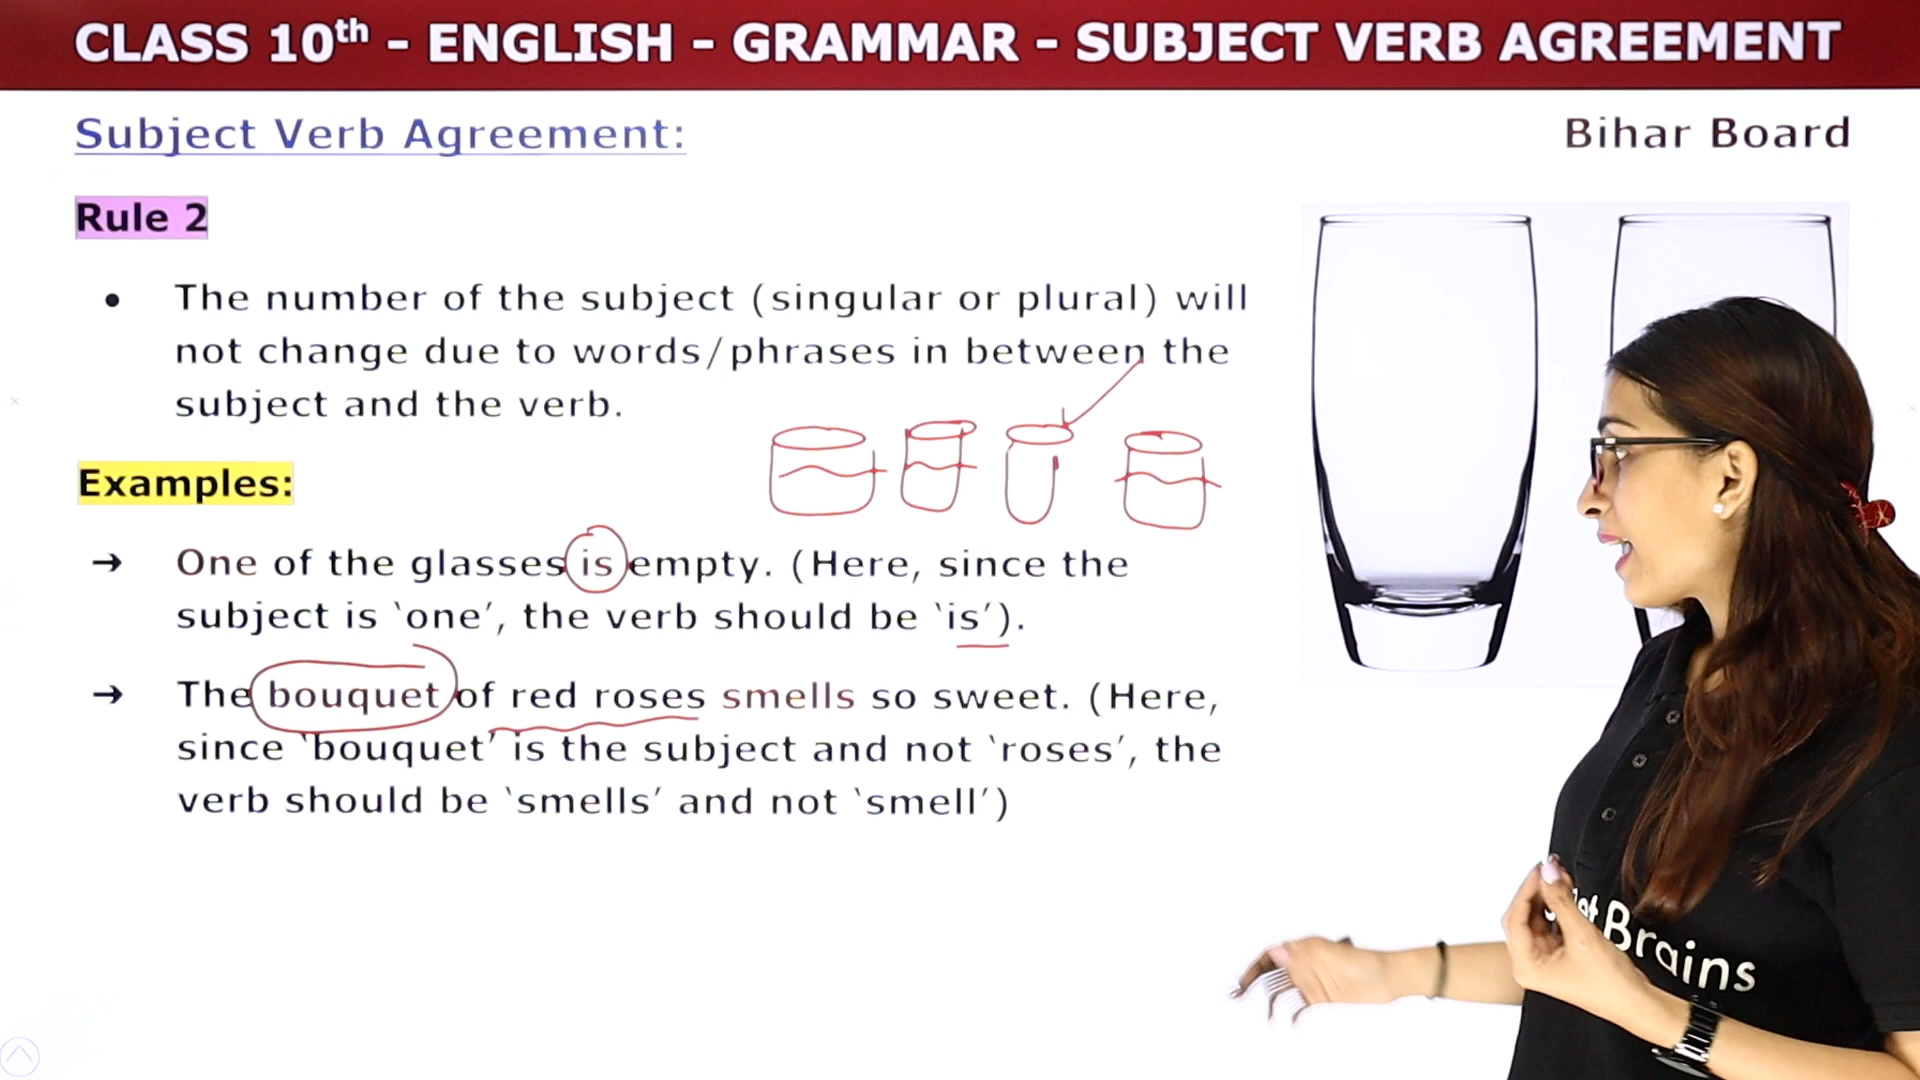 CLASS 10th - ENGLISH - GRAMMAR - SUBJECT VERB AGREEMENT
Subject Verb Agreement:
Bihar Board
Rule 2
• The number of the subject (singular or plural) will
not change due to words/phrases in between the
subject and the verb.
Examples:
→ One of the glasses is empty. (Here, since the
subject is ‘one’, the verb should be ‘is’).
→ The bouquet of red roses smells so sweet. (Here,
since ‘bouquet’ is the subject and not ‘roses’, the
verb should be ‘smells’ and not ‘smell’)
Brains